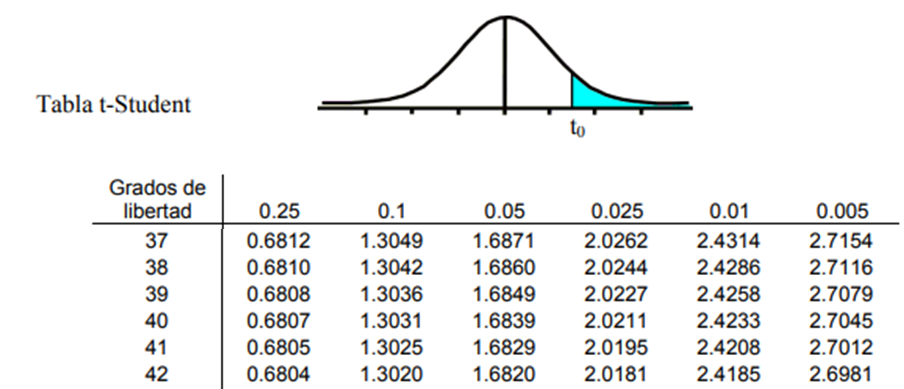 Tabla t-Student
t₀
Grados de
libertad 0.25 0.1 0.05 0.025 0.01 0.005
37 0.6812 1.3049 1.6871 2.0262 2.4314 2.7154
38 0.6810 1.3042 1.6860 2.0244 2.4286 2.7116
39 0.6808 1.3036 1.6849 2.0227 2.4258 2.7079
40 0.6807 1.3031 1.6839 2.0211 2.4233 2.7045
41 0.6805 1.3025 1.6829 2.0195 2.4208 2.7012
42 0.6804 1.3020 1.6820 2.0181 2.4185 2.6981